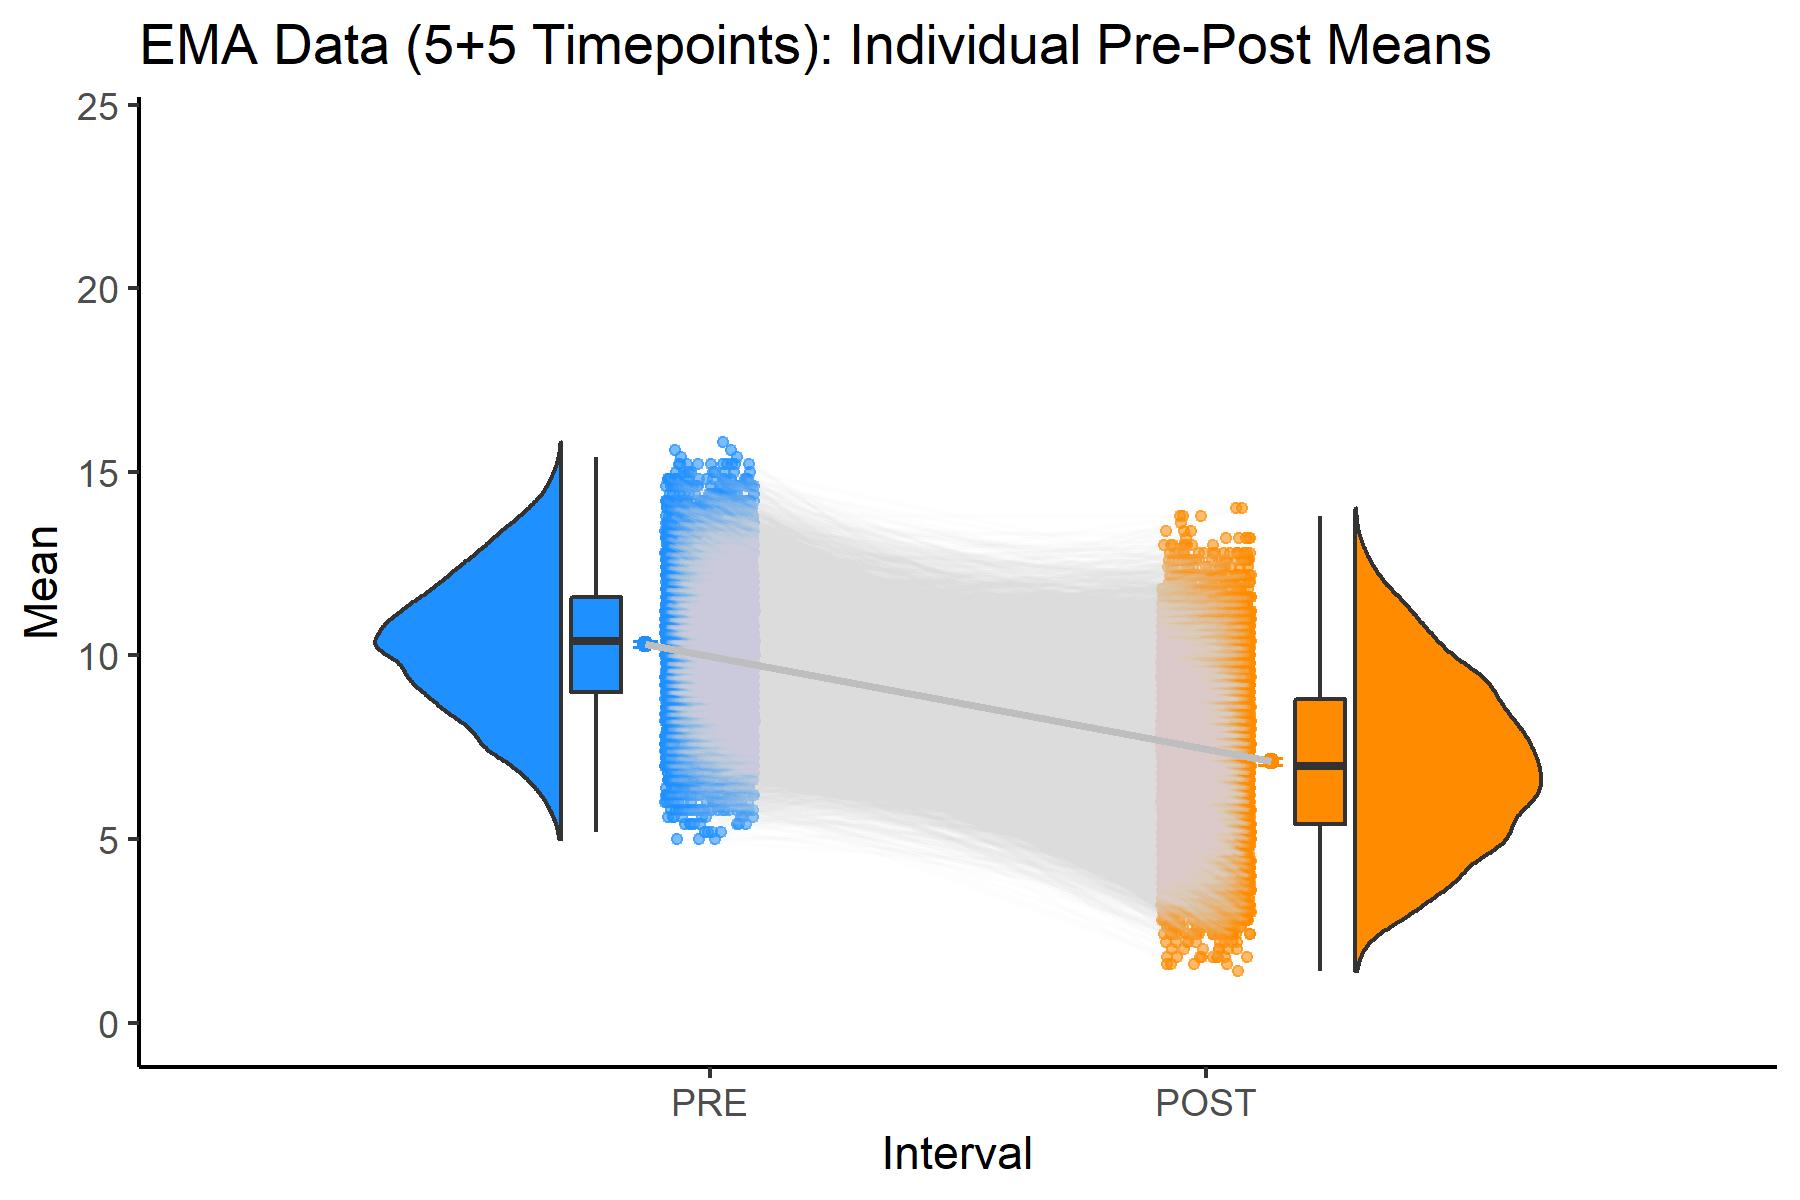 EMA Data (5+5 Timepoints): Individual Pre-Post Means
25
20
15
10
5
0
Mean
PRE
POST
Interval